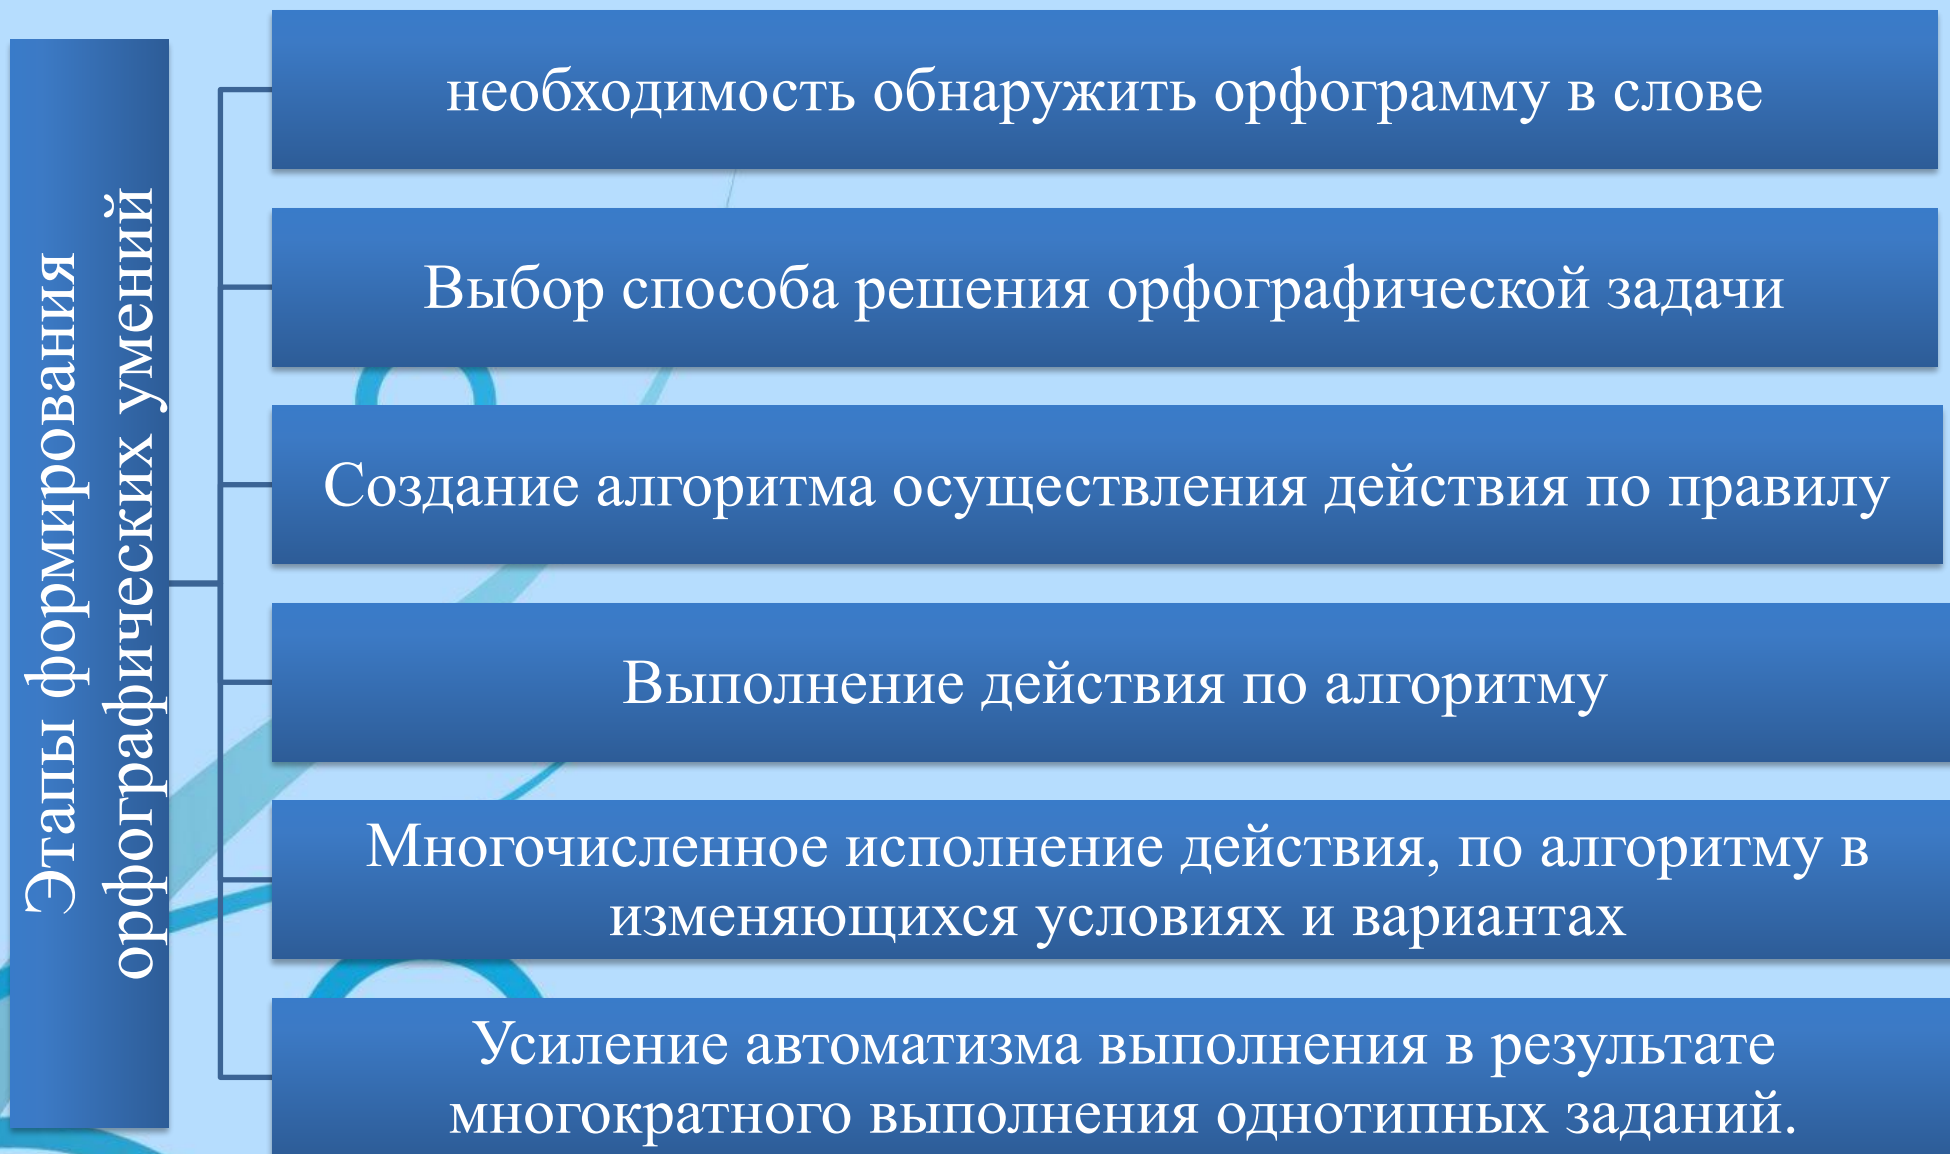 Этапы формирования
орфографических умений
необходимость обнаружить орфограмму в слове
Выбор способа решения орфографической задачи
Создание алгоритма осуществления действия по правилу
Выполнение действия по алгоритму
Многочисленное исполнение действия, по алгоритму в
изменяющихся условиях и вариантах
Усиление автоматизма выполнения в результате
многократного выполнения однотипных заданий.